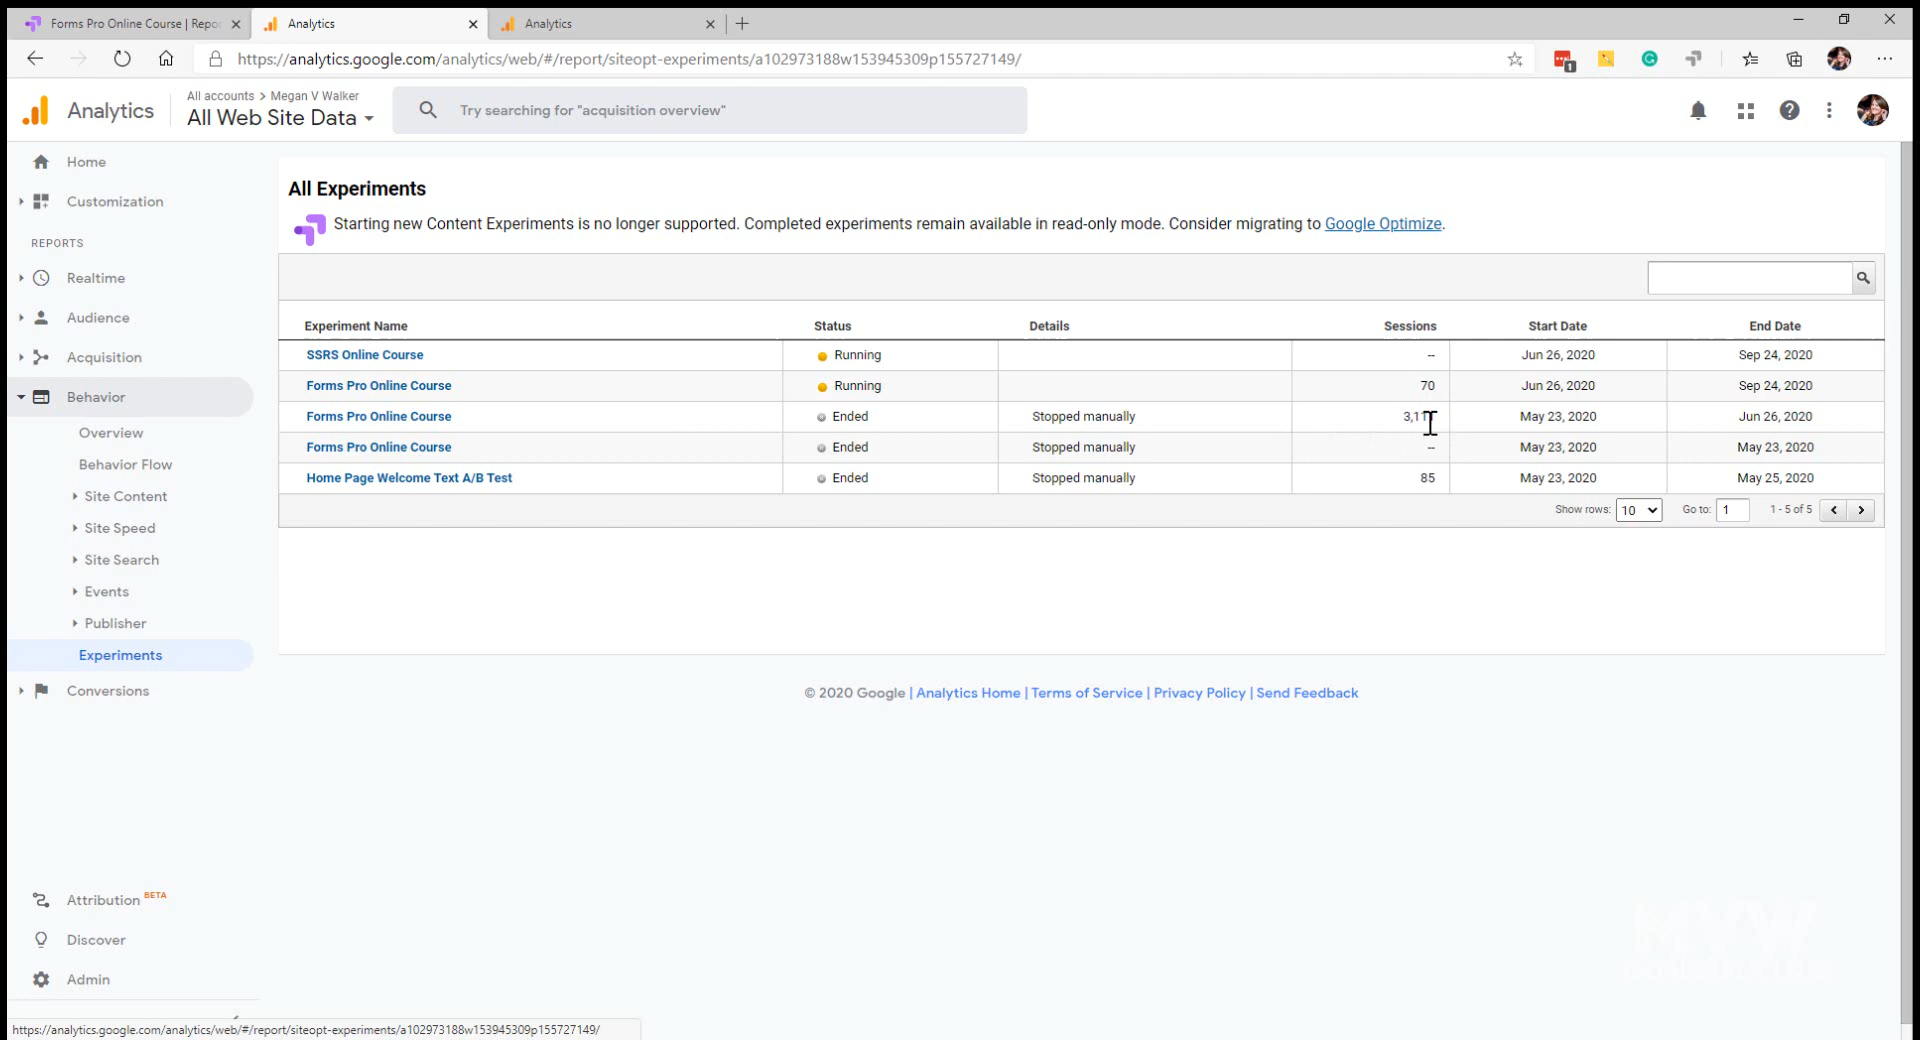 Forms Pro Online Course | Repo
Analytics
Analytics
https://analytics.google.com/analytics/web/#/report/siteopt-experiments/a102973188w153945309p155727149/
1
Analytics
All accounts > Megan V Walker
All Web Site Data
Try searching for "acquisition overview"
Home
Customization
REPORTS
Realtime
Audience
Acquisition
Behavior
Overview
Behavior Flow
Site Content
Site Speed
Site Search
Events
Publisher
Experiments
Conversions
Attribution BETA
Discover
Admin
All Experiments
Starting new Content Experiments is no longer supported. Completed experiments remain available in read-only mode. Consider migrating to Google Optimize.
Experiment Name Status Details Sessions Start Date End Date
SSRS Online Course Running -- Jun 26, 2020 Sep 24, 2020
Forms Pro Online Course Running 70 Jun 26, 2020 Sep 24, 2020
Forms Pro Online Course Ended Stopped manually May 23, 2020 Jun 26, 2020
Forms Pro Online Course Ended Stopped manually -- May 23, 2020 May 23, 2020
Home Page Welcome Text A/B Test Ended Stopped manually 85 May 23, 2020 May 25, 2020
Show rows: 10 Go to: 1 1 - 5 of 5
© 2020 Google | Analytics Home | Terms of Service | Privacy Policy | Send Feedback
MVW
https://analytics.google.com/analytics/web/#/report/siteopt-experiments/a102973188w153945309p155727149/